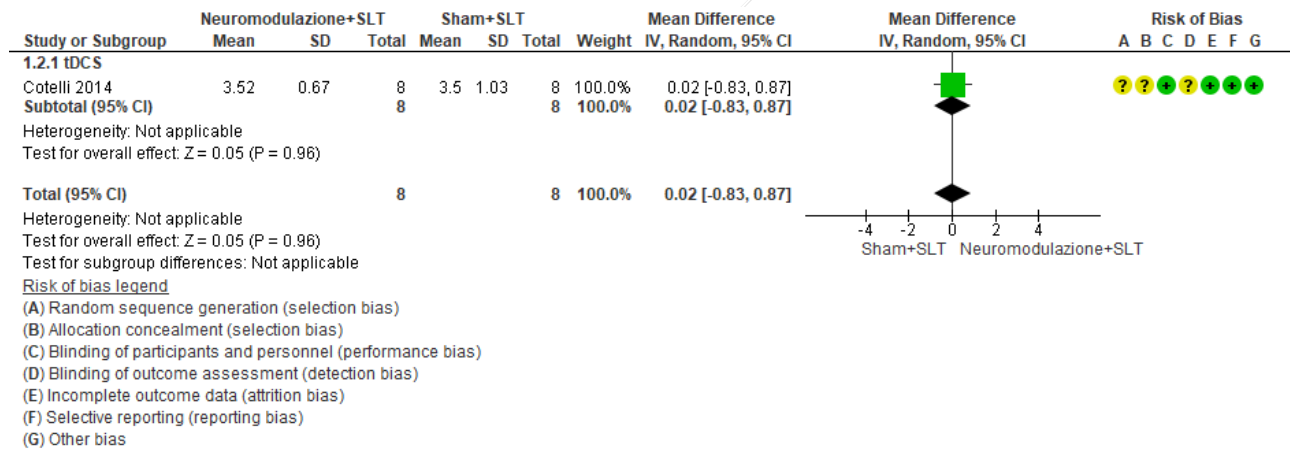 Neuromodulazione+SLT Sham+SLT Mean Difference Mean Difference Risk of Bias
Study or Subgroup Mean SD Total Mean SD Total Weight IV, Random, 95% CI IV, Random, 95% CI A B C D E F G
1.2.1 tDCS
Cotelli 2014 3.52 0.67 8 3.5 1.03 8 100.0% 0.02 [-0.83, 0.87] ? ? + ? + + +
Subtotal (95% CI) 8 8 100.0% 0.02 [-0.83, 0.87]
Heterogeneity: Not applicable
Test for overall effect: Z = 0.05 (P = 0.96)
Total (95% CI) 8 8 100.0% 0.02 [-0.83, 0.87]
Heterogeneity: Not applicable
Test for overall effect: Z = 0.05 (P = 0.96)
Test for subgroup differences: Not applicable
-4 -2 0 2 4
Sham+SLT Neuromodulazione+SLT
Risk of bias legend
(A) Random sequence generation (selection bias)
(B) Allocation concealment (selection bias)
(C) Blinding of participants and personnel (performance bias)
(D) Blinding of outcome assessment (detection bias)
(E) Incomplete outcome data (attrition bias)
(F) Selective reporting (reporting bias)
(G) Other bias